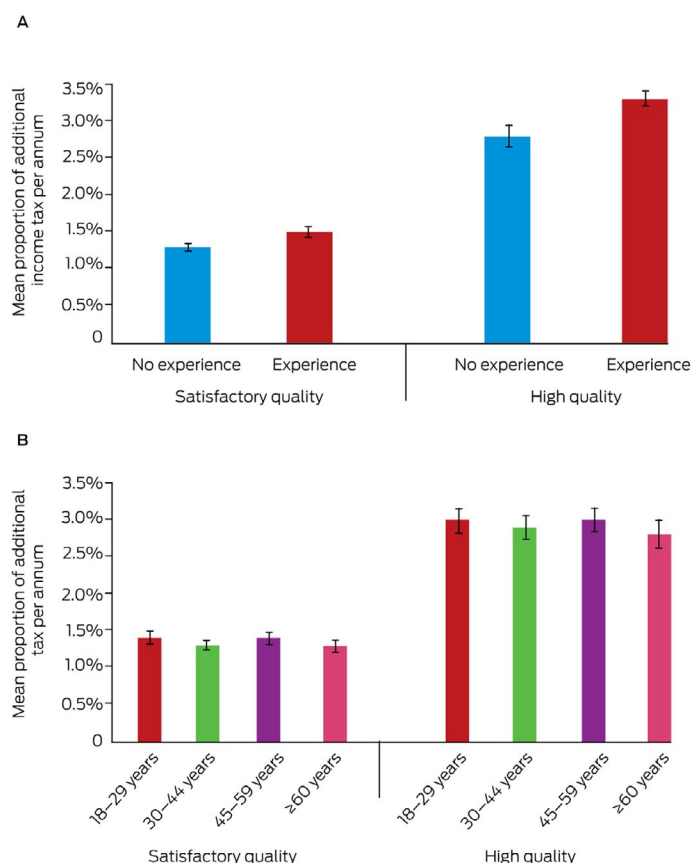 A
Mean proportion of additional
income tax per annum
3.5%
3.0%
2.5%
2.0%
1.5%
1.0%
0.5%
0
No experience
Experience
No experience
Experience
Satisfactory quality
High quality
B
Mean proportion of additional
tax per annum
3.5%
3.0%
2.5%
2.0%
1.5%
1.0%
0.5%
0
18–29 years
30–44 years
45–59 years
≥60 years
18–29 years
30–44 years
45–59 years
≥60 years
Satisfactory quality
High quality